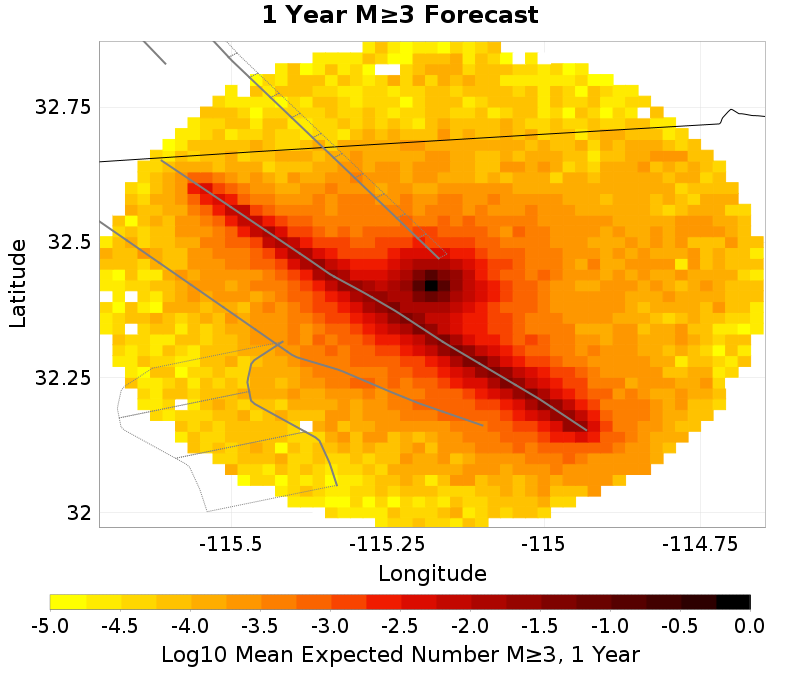 1 Year M≥3 Forecast
32.75
32.5
32.25
32
Latitude
-115.5 -115.25 -115 -114.75
Longitude
-5.0 -4.5 -4.0 -3.5 -3.0 -2.5 -2.0 -1.5 -1.0 -0.5 0.0
Log10 Mean Expected Number M≥3, 1 Year